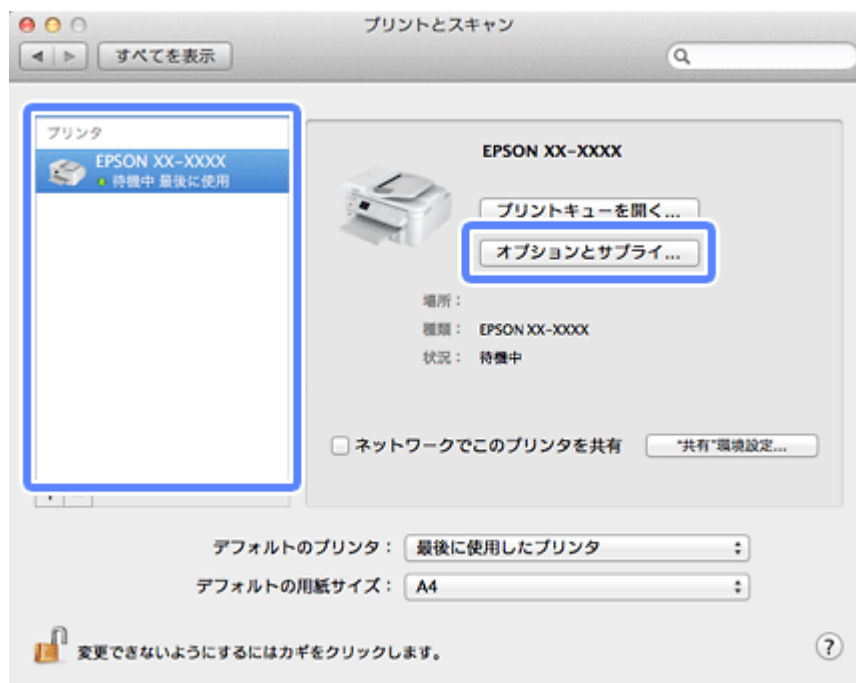 プリントとスキャン
すべてを表示
プリンタ
EPSON XX-XXXX
待機中 最後に使用
EPSON XX-XXXX
プリントキューを開く...
オプションとサプライ...
場所：
種類： EPSON XX-XXXX
状況： 待機中
ネットワークでこのプリンタを共有
"共有"環境設定...
デフォルトのプリンタ： 最後に使用したプリンタ
デフォルトの用紙サイズ： A4
変更できないようにするにはカギをクリックします。
?